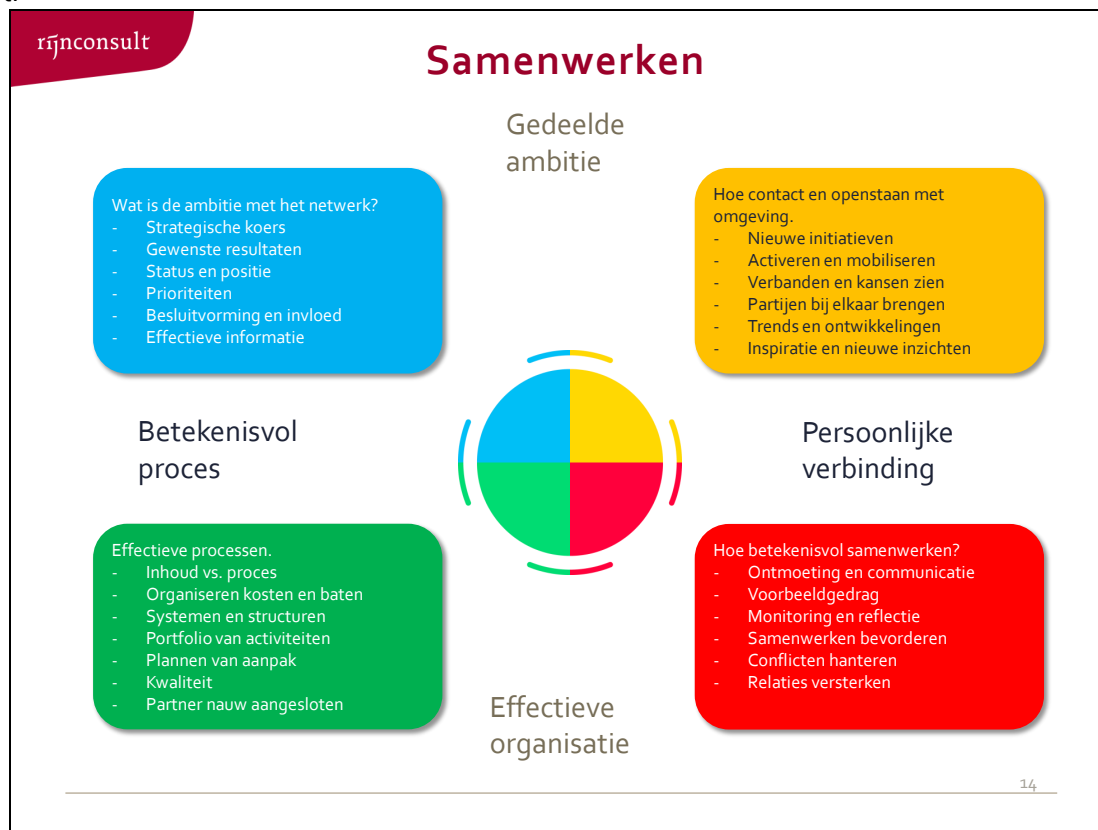 rijnconsult
Samenwerken
Gedeelde
ambitie
Wat is de ambitie met het netwerk?
- Strategische koers
- Gewenste resultaten
- Status en positie
- Prioriteiten
- Besluitvorming en invloed
- Effectieve informatie
Hoe contact en openstaan met
omgeving.
- Nieuwe initiatieven
- Activeren en mobiliseren
- Verbanden en kansen zien
- Partijen bij elkaar brengen
- Trends en ontwikkelingen
- Inspiratie en nieuwe inzichten
Betekenisvol
proces
Persoonlijke
verbinding
Effectieve processen.
- Inhoud vs. proces
- Organiseren kosten en baten
- Systemen en structuren
- Portfolio van activiteiten
- Plannen van aanpak
- Kwaliteit
- Partner nauw aangesloten
Hoe betekenisvol samenwerken?
- Ontmoeting en communicatie
- Voorbeeldgedrag
- Monitoring en reflectie
- Samenwerken bevorderen
- Conflicten hanteren
- Relaties versterken
Effectieve
organisatie
14